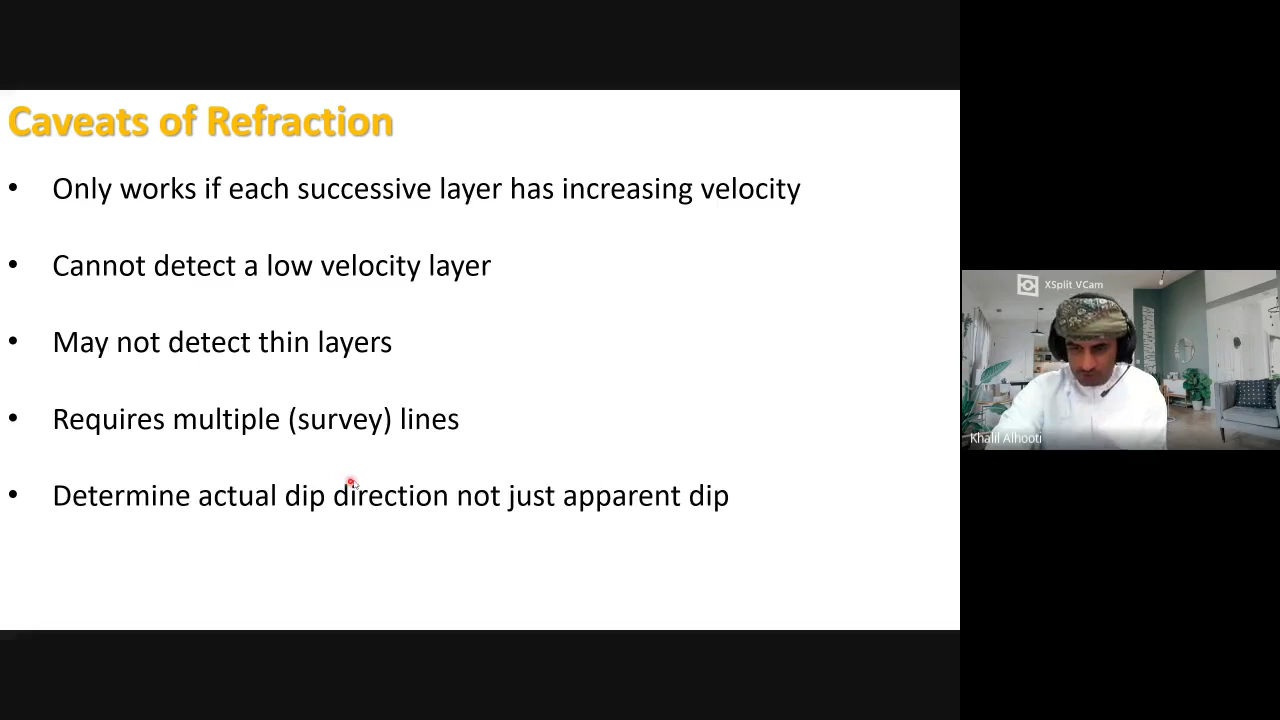 Caveats of Refraction
• Only works if each successive layer has increasing velocity
• Cannot detect a low velocity layer
• May not detect thin layers
• Requires multiple (survey) lines
• Determine actual dip direction not just apparent dip
XSplit VCam
Khalil Alhooti